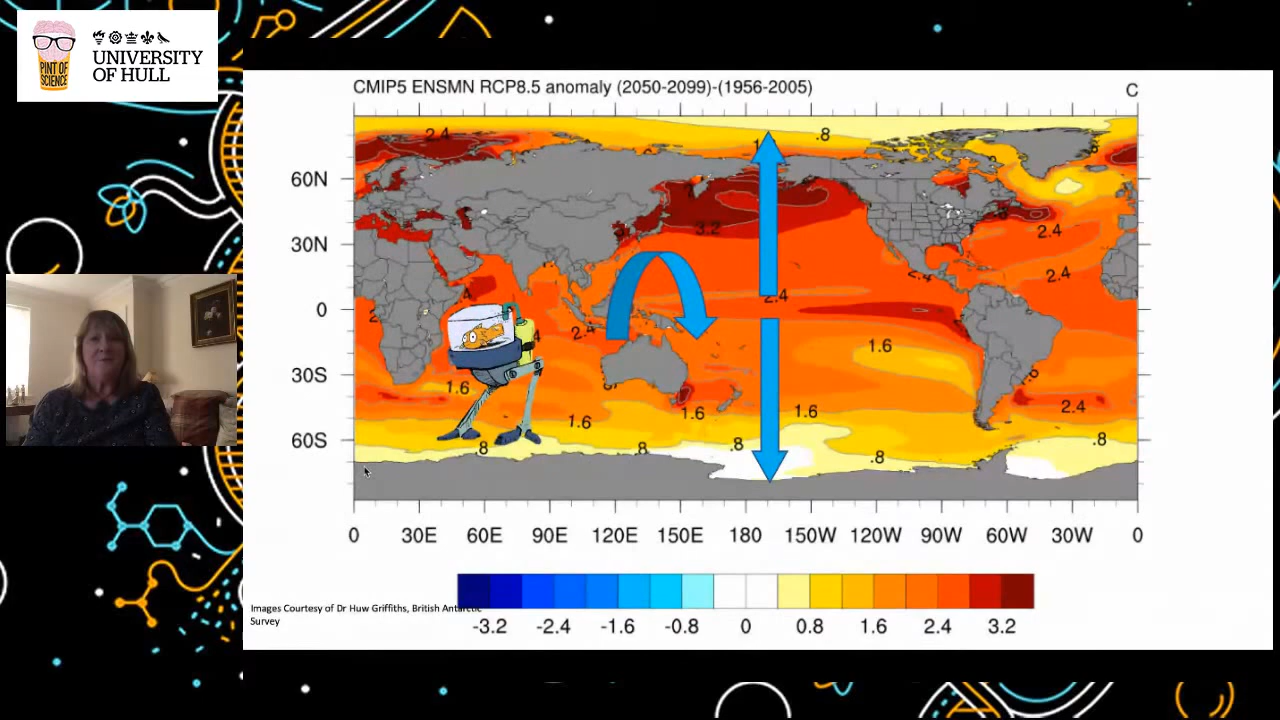 PINT OF
SCIENCE
UNIVERSITY
OF HULL
CMIP5 ENSMN RCP8.5 anomaly (2050-2099)-(1956-2005)
C
2.4
.8
60N
3.2
30N
2.4
2.4
0
2.4
2.4
1.6
30S
1.6
1.6
1.6
1.6
2.4
60S
.8
.8
.8
.8
.8
0 30E 60E 90E 120E 150E 180 150W 120W 90W 60W 30W 0
Images Courtesy of Dr Huw Griffiths, British Antarctic
Survey
-3.2 -2.4 -1.6 -0.8 0 0.8 1.6 2.4 3.2